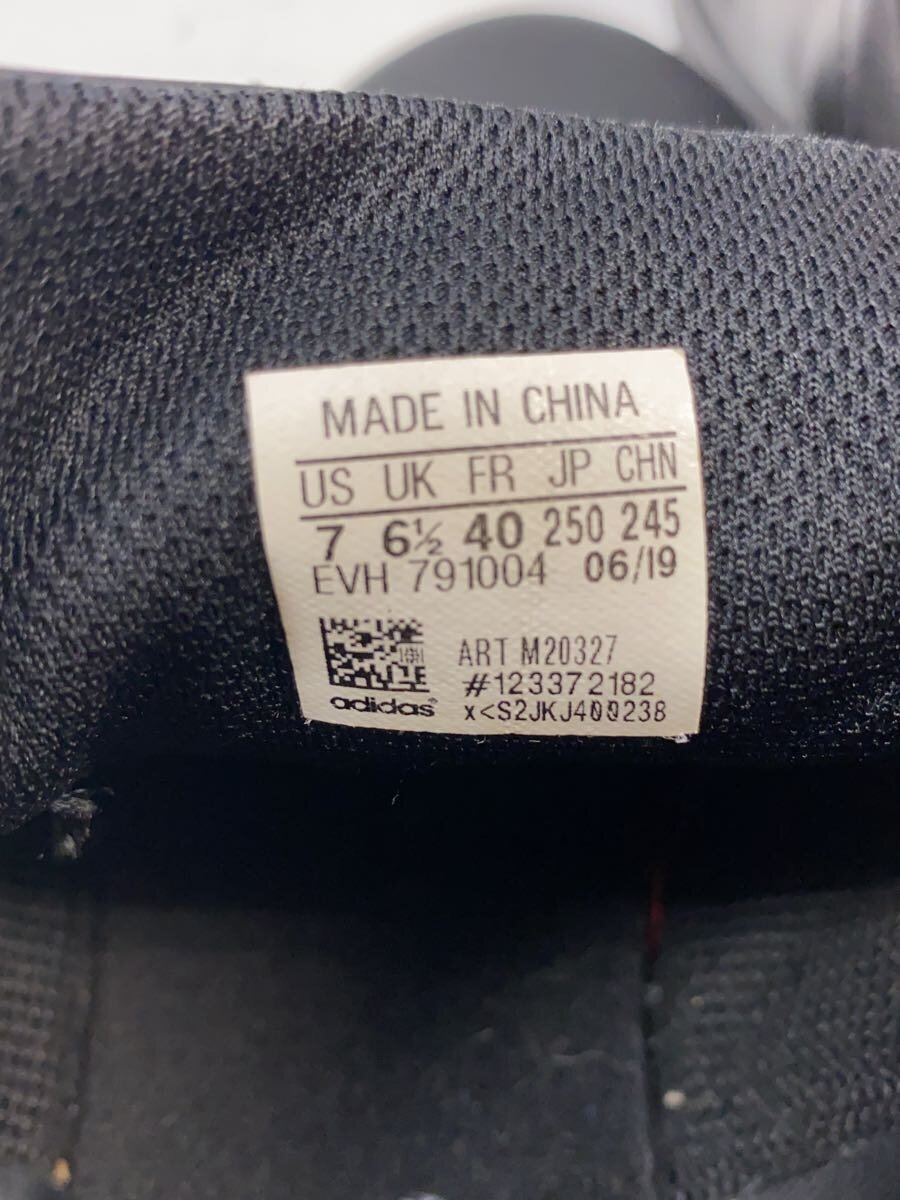 MADE IN CHINA
US UK FR JP CHN
7 6½ 40 250 245
EVH 791004 06/19
ART M20327
#123372182
adidas® x<S2JKJ400238